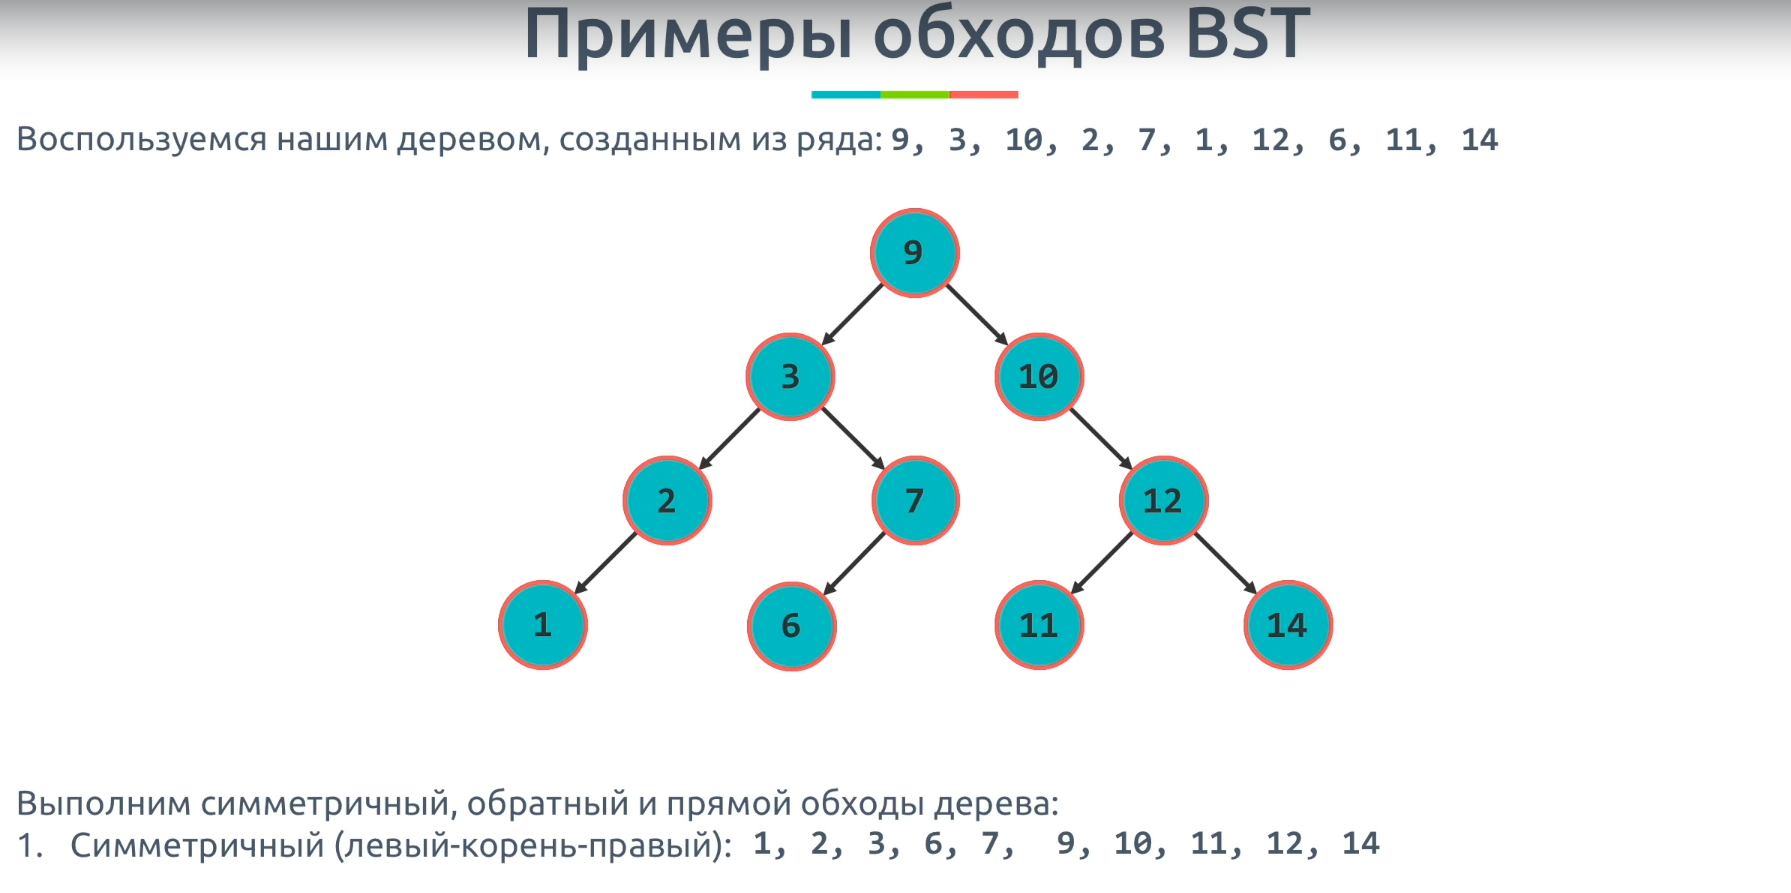 Примеры обходов BST
Воспользуемся нашим деревом, созданным из ряда: 9, 3, 10, 2, 7, 1, 12, 6, 11, 14
9
3 10
2 7 12
1 6 11 14
Выполним симметричный, обратный и прямой обходы дерева:
1. Симметричный (левый-корень-правый): 1, 2, 3, 6, 7, 9, 10, 11, 12, 14